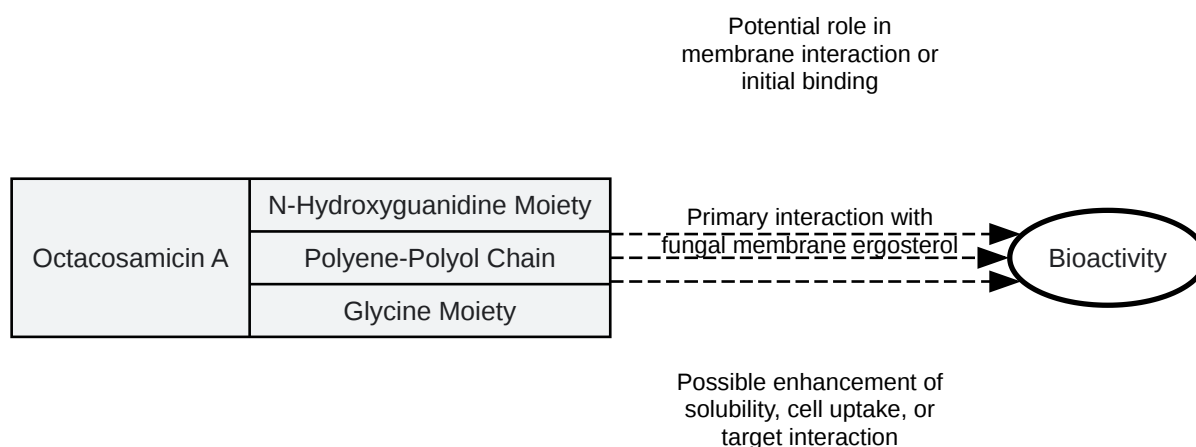 Potential role in
membrane interaction or
initial binding
Octacosamicin A
N-Hydroxyguanidine Moiety
Polyene-Polyol Chain
Glycine Moiety
Primary interaction with
fungal membrane ergosterol
Bioactivity
Possible enhancement of
solubility, cell uptake, or
target interaction